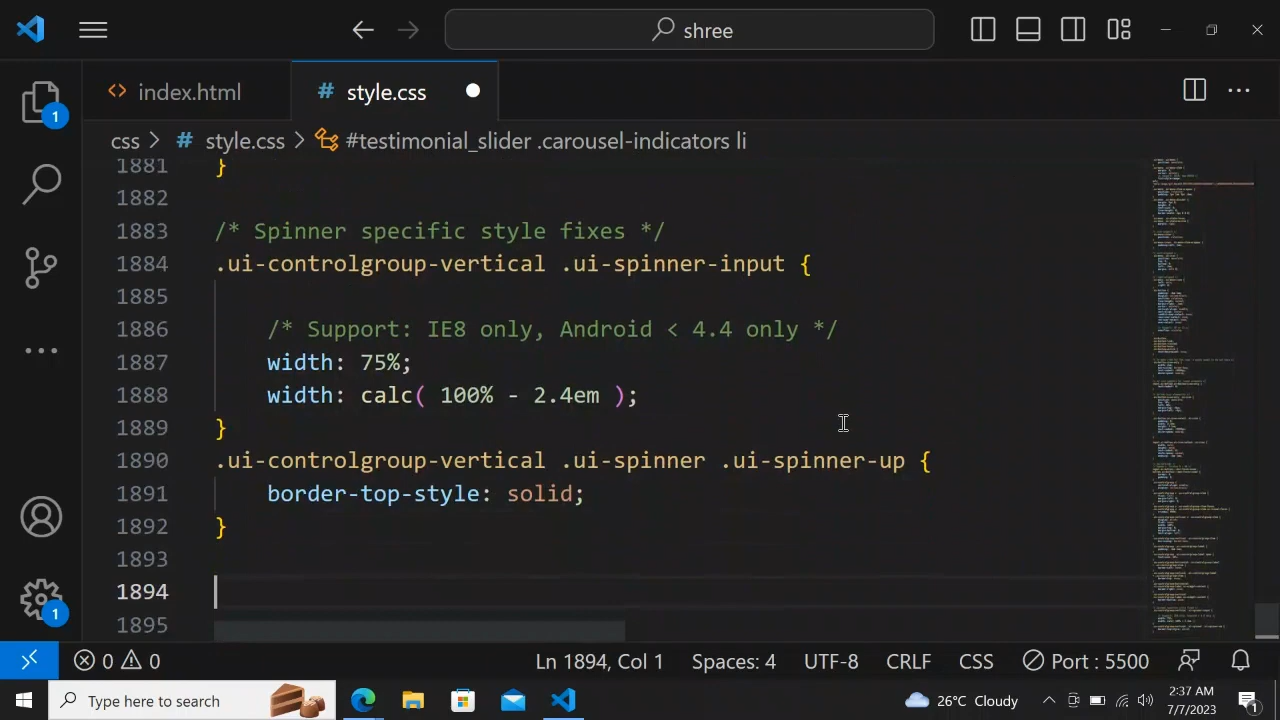 shree
index.html
# style.css
css > # style.css > #testimonial_slider .carousel-indicators li
1881 }
1882
1883 /* Spinner specific style fixes */
1884 .ui-controlgroup-vertical .ui-spinner-input {
1885
1886 /* Support: IE8 only, Android < 4.4 only *
1887 width: 75%;
1888 width: calc( 100% - 2.4em );
1889 }
1890 .ui-controlgroup-vertical .ui-spinner .ui-spinner-up {
1891 border-top-style: solid;
1892 }
1893
1894
1895
1
1
0 0 Ln 1894, Col 1 Spaces: 4 UTF-8 CRLF CSS Port : 5500
Type here to search 26°C Cloudy 2:37 AM
7/7/2023
1